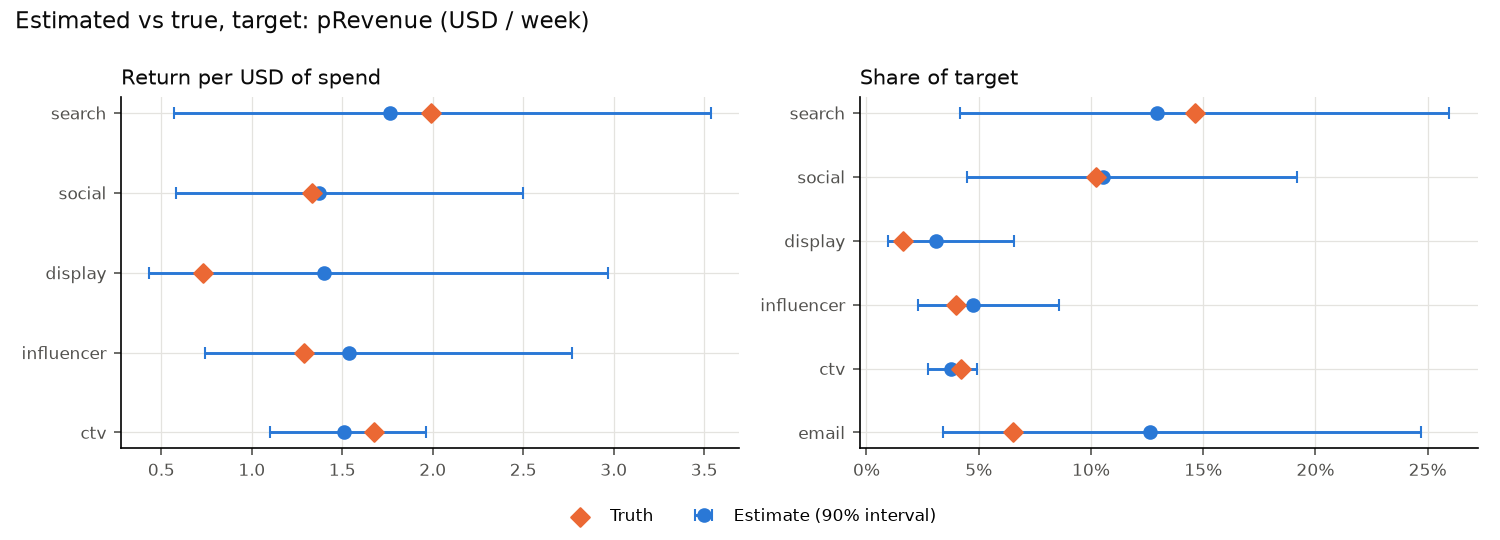 Estimated vs true, target: pRevenue (USD / week)
Return per USD of spend
search
social
display
influencer
ctv
0.5 1.0 1.5 2.0 2.5 3.0 3.5
Share of target
search
social
display
influencer
ctv
email
0% 5% 10% 15% 20% 25%
Truth Estimate (90% interval)